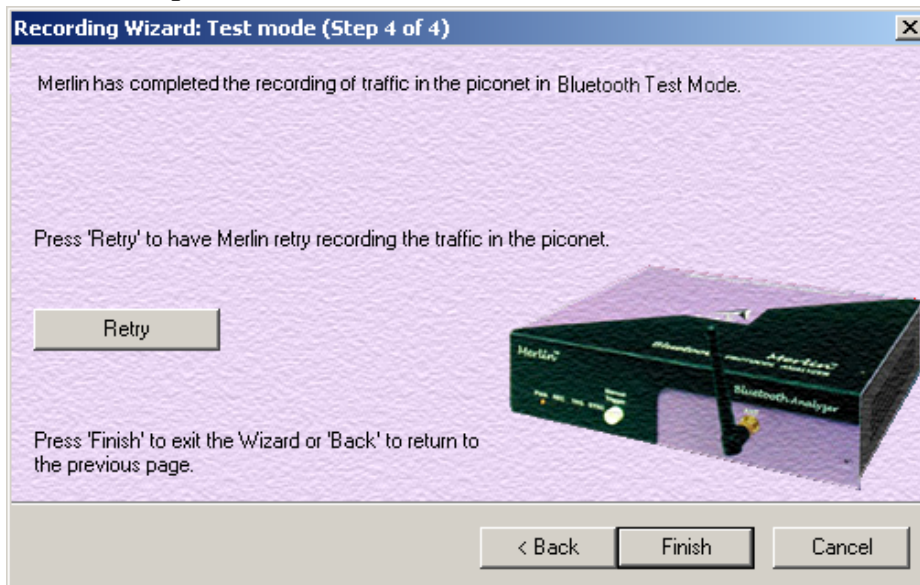 Recording Wizard: Test mode (Step 4 of 4)
Merlin has completed the recording of traffic in the piconet in Bluetooth Test Mode.
Press 'Retry' to have Merlin retry recording the traffic in the piconet.
Retry
Merlin™
Merlin™
Bluetooth Analyzer
Press 'Finish' to exit the Wizard or 'Back' to return to
the previous page.
< Back
Finish
Cancel